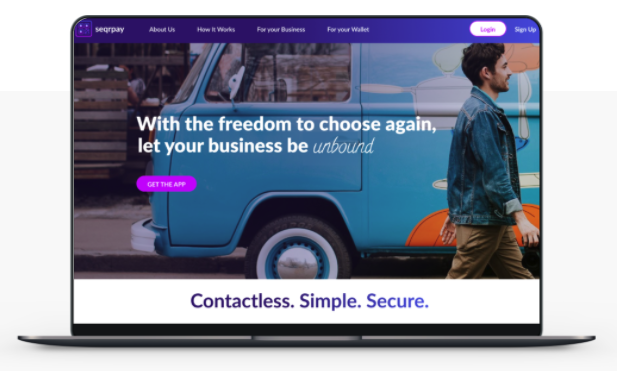 seqrpay
About Us
How It Works
For your Business
For your Wallet
Login
Sign Up
With the freedom to choose again,
let your business be unbound
GET THE APP
Contactless. Simple. Secure.